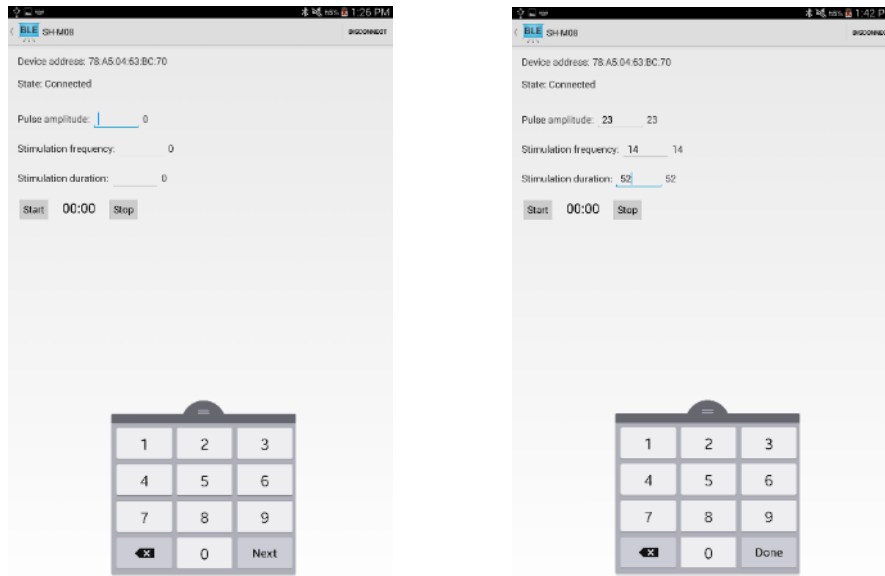 1:26 PM
BLE SH-M08 DISCONNECT
Device address: 78:A5:04:63:BC:70
State: Connected
Pulse amplitude: 0
Stimulation frequency: 0
Stimulation duration: 0
Start 00:00 Stop
1 2 3
4 5 6
7 8 9
0 Next
1:42 P
BLE SH-M08 DISCONNEC
Device address: 78:A5:04:63:BC:70
State: Connected
Pulse amplitude: 23 23
Stimulation frequency: 14 14
Stimulation duration: 52 52
Start 00:00 Stop
1 2 3
4 5 6
7 8 9
0 Done